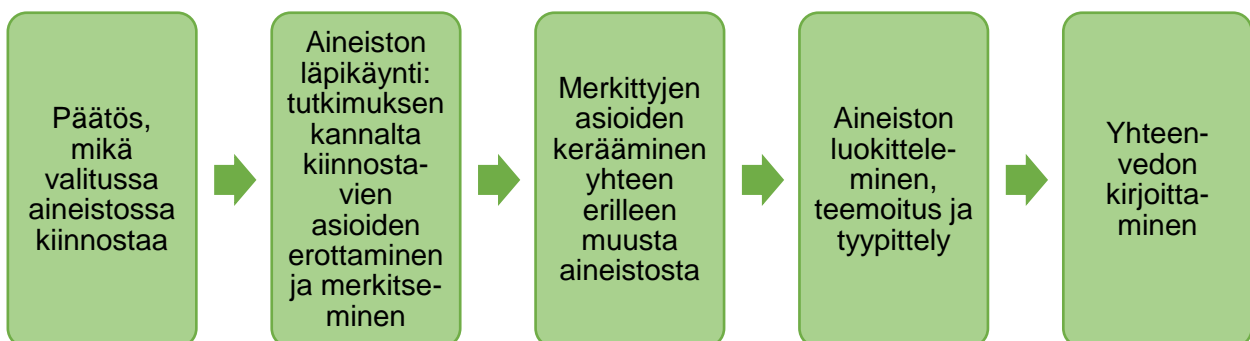 Päätös,
mikä
valitussa
aineistossa
kiinnostaa
Aineiston
läpikäynti:
tutkimuksen
kannalta
kiinnosta-
vien
asioiden
erottaminen
ja merkitse-
minen
Merkittyjen
asioiden
kerääminen
yhteen
erilleen
muusta
aineistosta
Aineiston
luokittele-
minen,
teemoitus ja
tyypittely
Yhteen-
vedon
kirjoitta-
minen